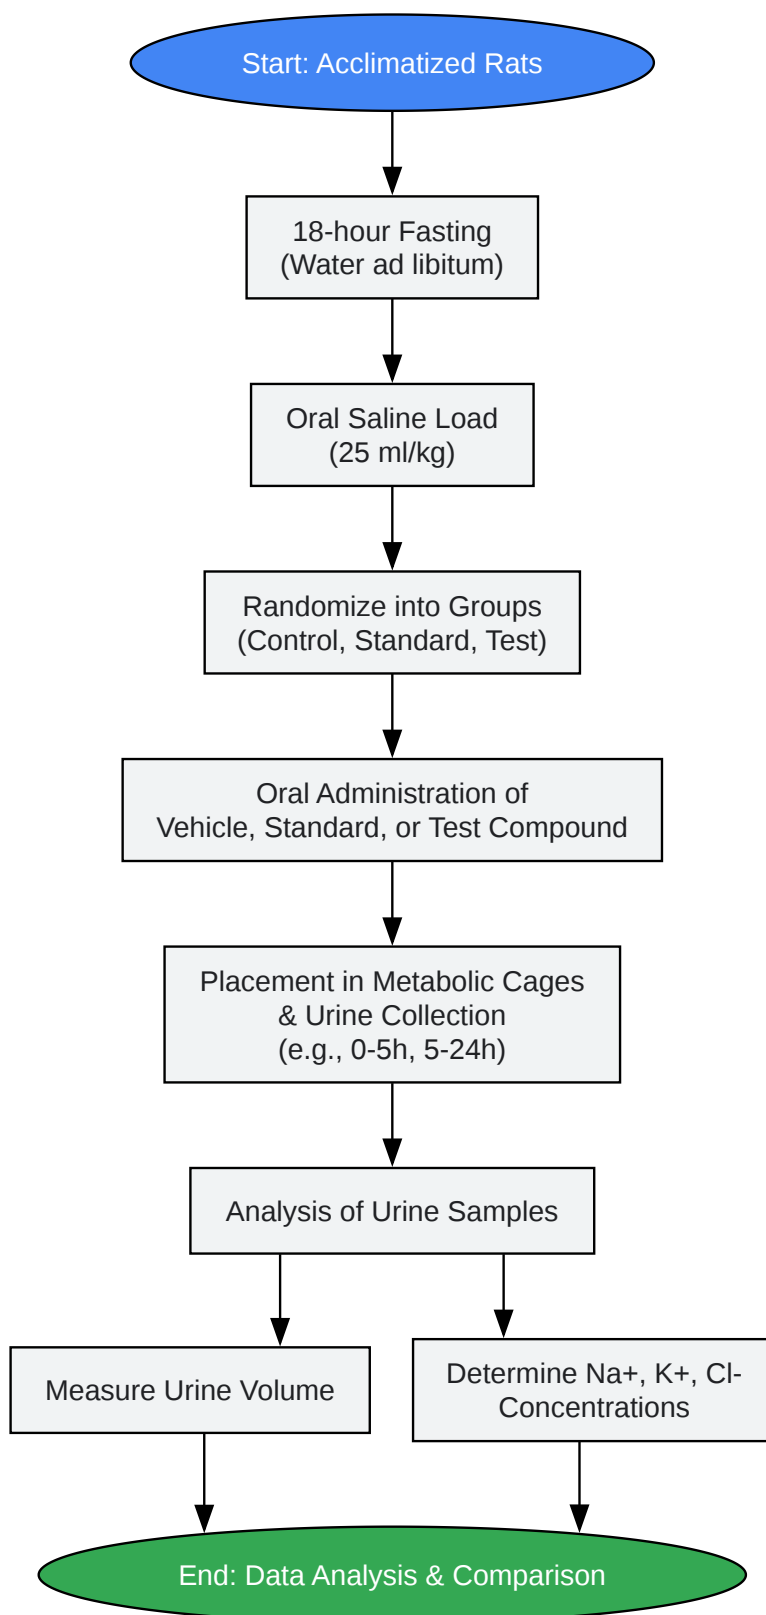 Start: Acclimatized Rats
18-hour Fasting
(Water ad libitum)
Oral Saline Load
(25 ml/kg)
Randomize into Groups
(Control, Standard, Test)
Oral Administration of
Vehicle, Standard, or Test Compound
Placement in Metabolic Cages
& Urine Collection
(e.g., 0-5h, 5-24h)
Analysis of Urine Samples
Measure Urine Volume
Determine Na+, K+, Cl-
Concentrations
End: Data Analysis & Comparison